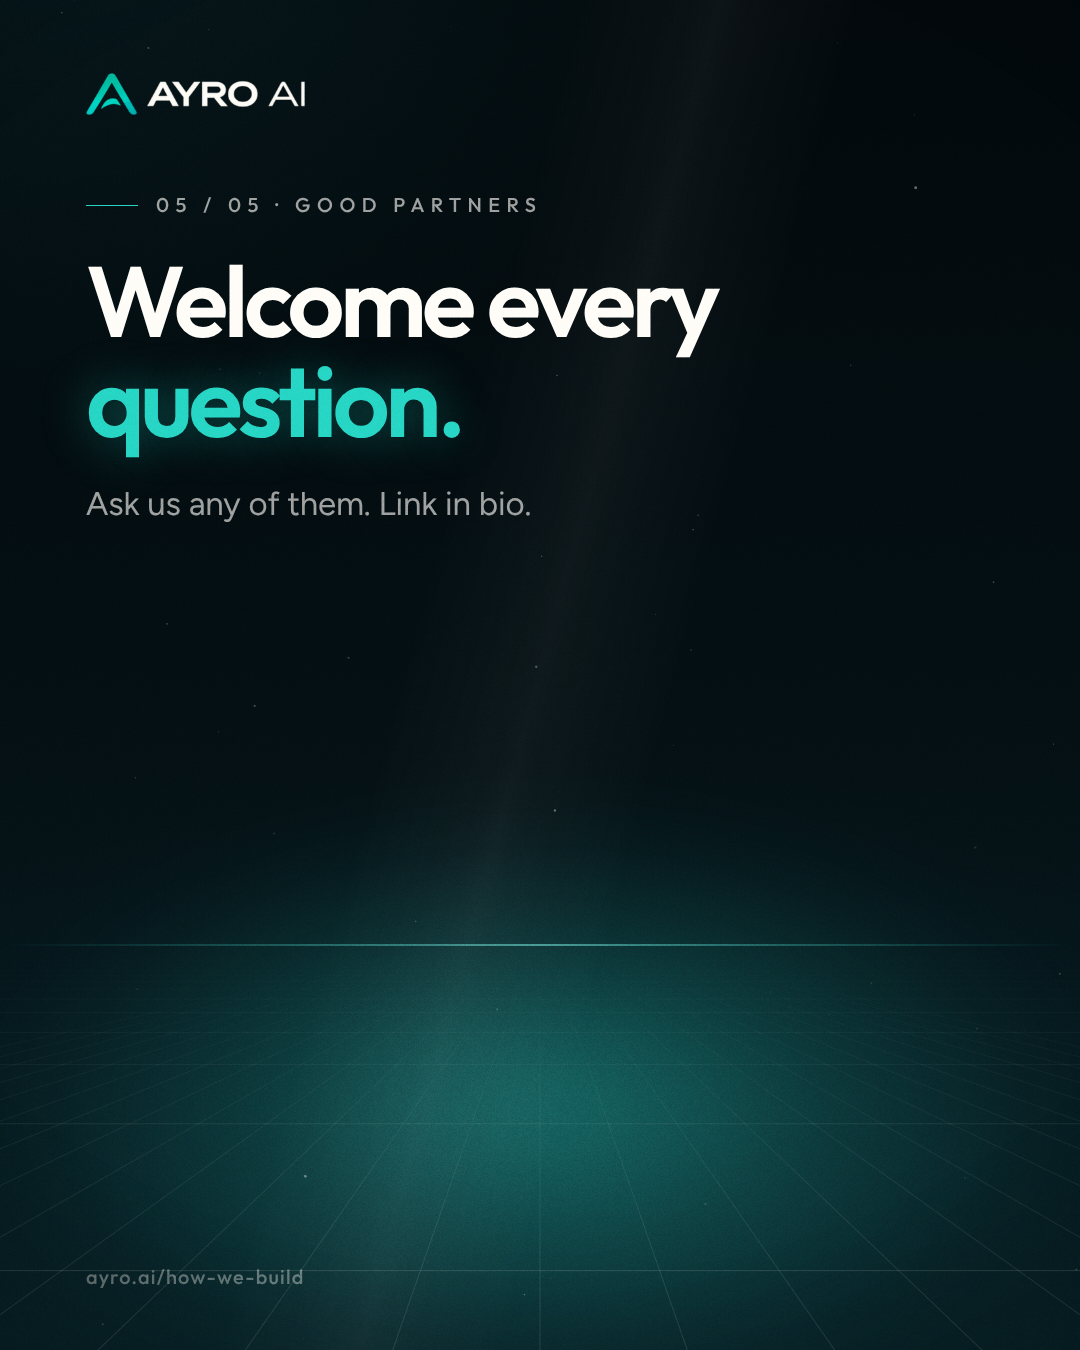 AYRO AI
05 / 05 · GOOD PARTNERS
Welcome every
question.
Ask us any of them. Link in bio.
ayro.ai/how-we-build